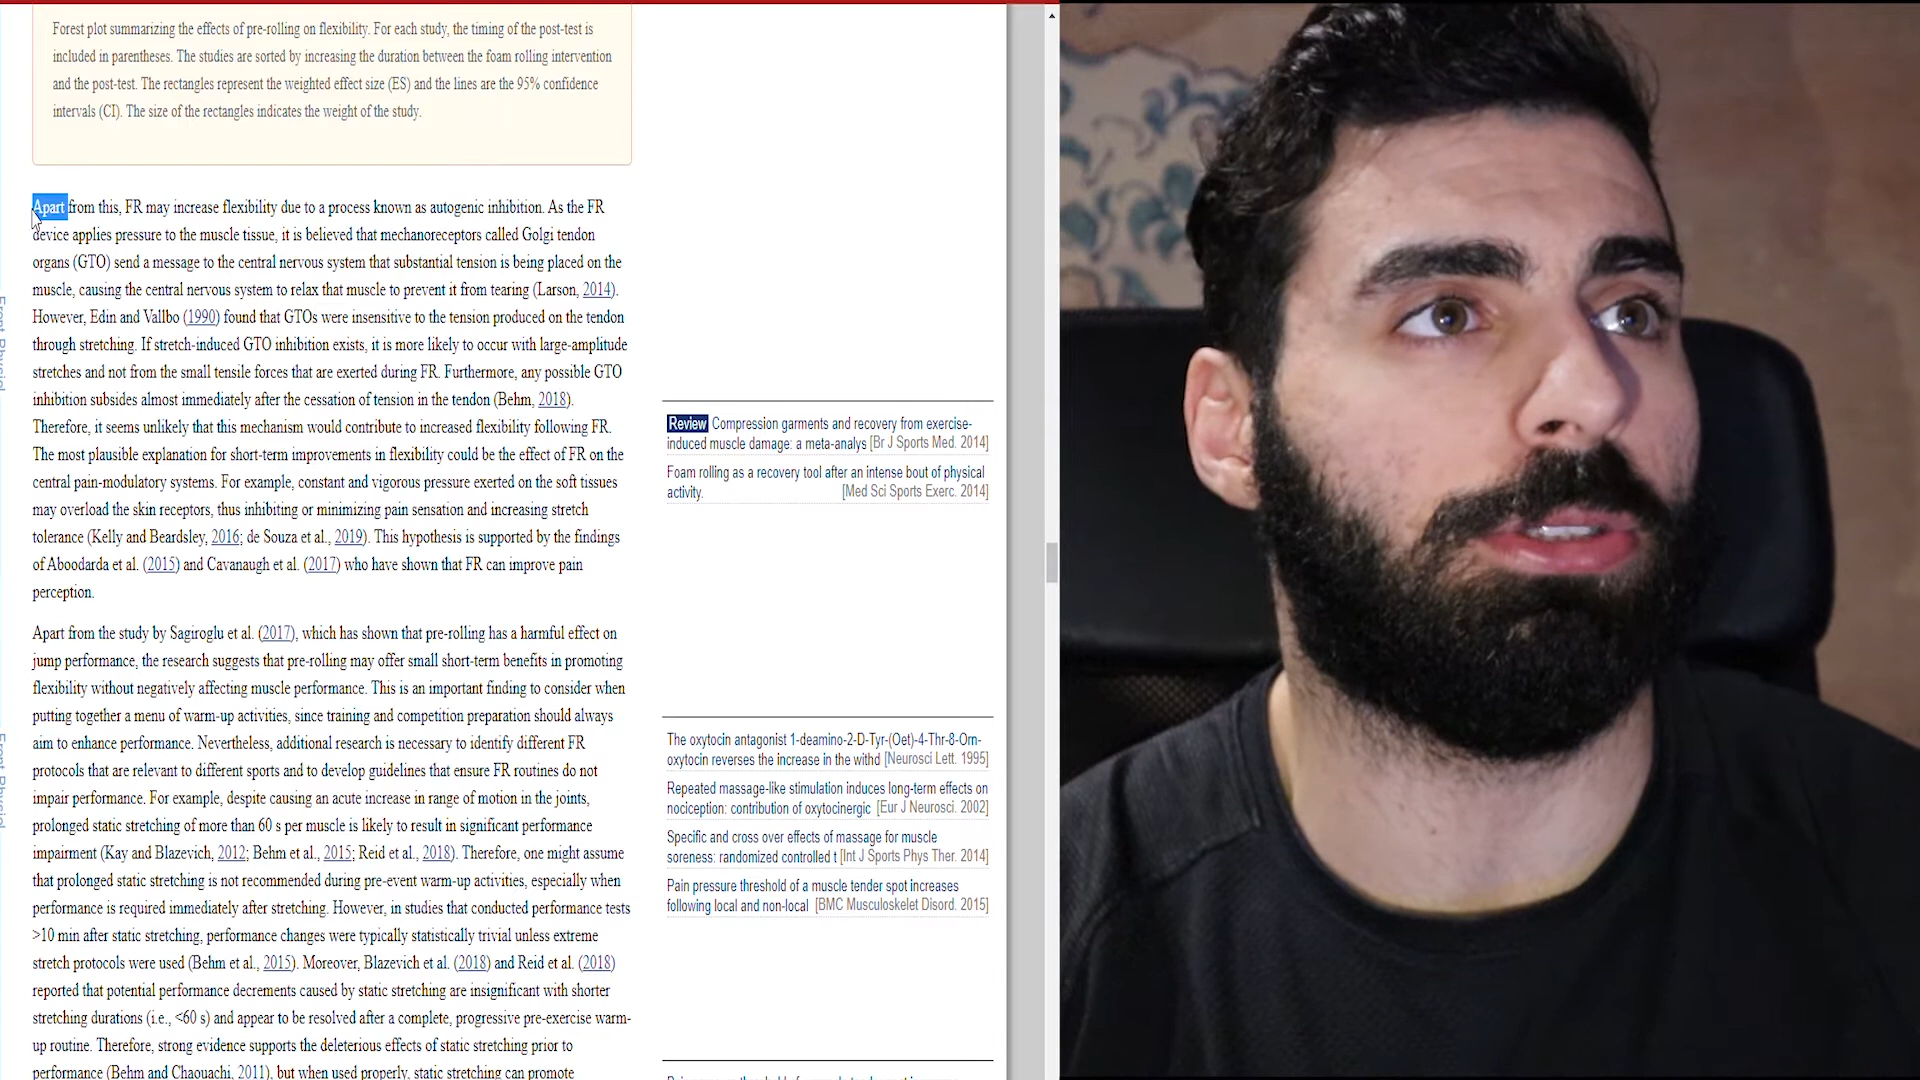 Forest plot summarizing the effects of pre-rolling on flexibility. For each study, the timing of the post-test is
included in parentheses. The studies are sorted by increasing the duration between the foam rolling intervention
and the post-test. The rectangles represent the weighted effect size (ES) and the lines are the 95% confidence
intervals (CI). The size of the rectangles indicates the weight of the study.
Apart from this, FR may increase flexibility due to a process known as autogenic inhibition. As the FR
device applies pressure to the muscle tissue, it is believed that mechanoreceptors called Golgi tendon
organs (GTO) send a message to the central nervous system that substantial tension is being placed on the
muscle, causing the central nervous system to relax that muscle to prevent it from tearing (Larson, 2014).
However, Edin and Vallbo (1990) found that GTOs were insensitive to the tension produced on the tendon
through stretching. If stretch-induced GTO inhibition exists, it is more likely to occur with large-amplitude
stretches and not from the small tensile forces that are exerted during FR. Furthermore, any possible GTO
inhibition subsides almost immediately after the cessation of tension in the tendon (Behm, 2018).
Therefore, it seems unlikely that this mechanism would contribute to increased flexibility following FR.
The most plausible explanation for short-term improvements in flexibility could be the effect of FR on the
central pain-modulatory systems. For example, constant and vigorous pressure exerted on the soft tissues
may overload the skin receptors, thus inhibiting or minimizing pain sensation and increasing stretch
tolerance (Kelly and Beardsley, 2016; de Souza et al., 2019). This hypothesis is supported by the findings
of Aboodarda et al. (2015) and Cavanaugh et al. (2017) who have shown that FR can improve pain
perception.
Apart from the study by Sagiroglu et al. (2017), which has shown that pre-rolling has a harmful effect on
jump performance, the research suggests that pre-rolling may offer small short-term benefits in promoting
flexibility without negatively affecting muscle performance. This is an important finding to consider when
putting together a menu of warm-up activities, since training and competition preparation should always
aim to enhance performance. Nevertheless, additional research is necessary to identify different FR
protocols that are relevant to different sports and to develop guidelines that ensure FR routines do not
impair performance. For example, despite causing an acute increase in range of motion in the joints,
prolonged static stretching of more than 60 s per muscle is likely to result in significant performance
impairment (Kay and Blazevich, 2012; Behm et al., 2015; Reid et al., 2018). Therefore, one might assume
that prolonged static stretching is not recommended during pre-event warm-up activities, especially when
performance is required immediately after stretching. However, in studies that conducted performance tests
>10 min after static stretching, performance changes were typically statistically trivial unless extreme
stretch protocols were used (Behm et al., 2015). Moreover, Blazevich et al. (2018) and Reid et al. (2018)
reported that potential performance decrements caused by static stretching are insignificant with shorter
stretching durations (i.e., <60 s) and appear to be resolved after a complete, progressive pre-exercise warm-
up routine. Therefore, strong evidence supports the deleterious effects of static stretching prior to
performance (Behm and Chaouachi, 2011), but when used properly, static stretching can promote
Review Compression garments and recovery from exercise-
induced muscle damage: a meta-analys [Br J Sports Med. 2014]
Foam rolling as a recovery tool after an intense bout of physical
activity. [Med Sci Sports Exerc. 2014]
The oxytocin antagonist 1-deamino-2-D-Tyr-(Oet)-4-Thr-8-Orn-
oxytocin reverses the increase in the withd [Neurosci Lett. 1995]
Repeated massage-like stimulation induces long-term effects on
nociception: contribution of oxytocinergic [Eur J Neurosci. 2002]
Specific and cross over effects of massage for muscle
soreness: randomized controlled t [Int J Sports Phys Ther. 2014]
Pain pressure threshold of a muscle tender spot increases
following local and non-local [BMC Musculoskelet Disord. 2015]